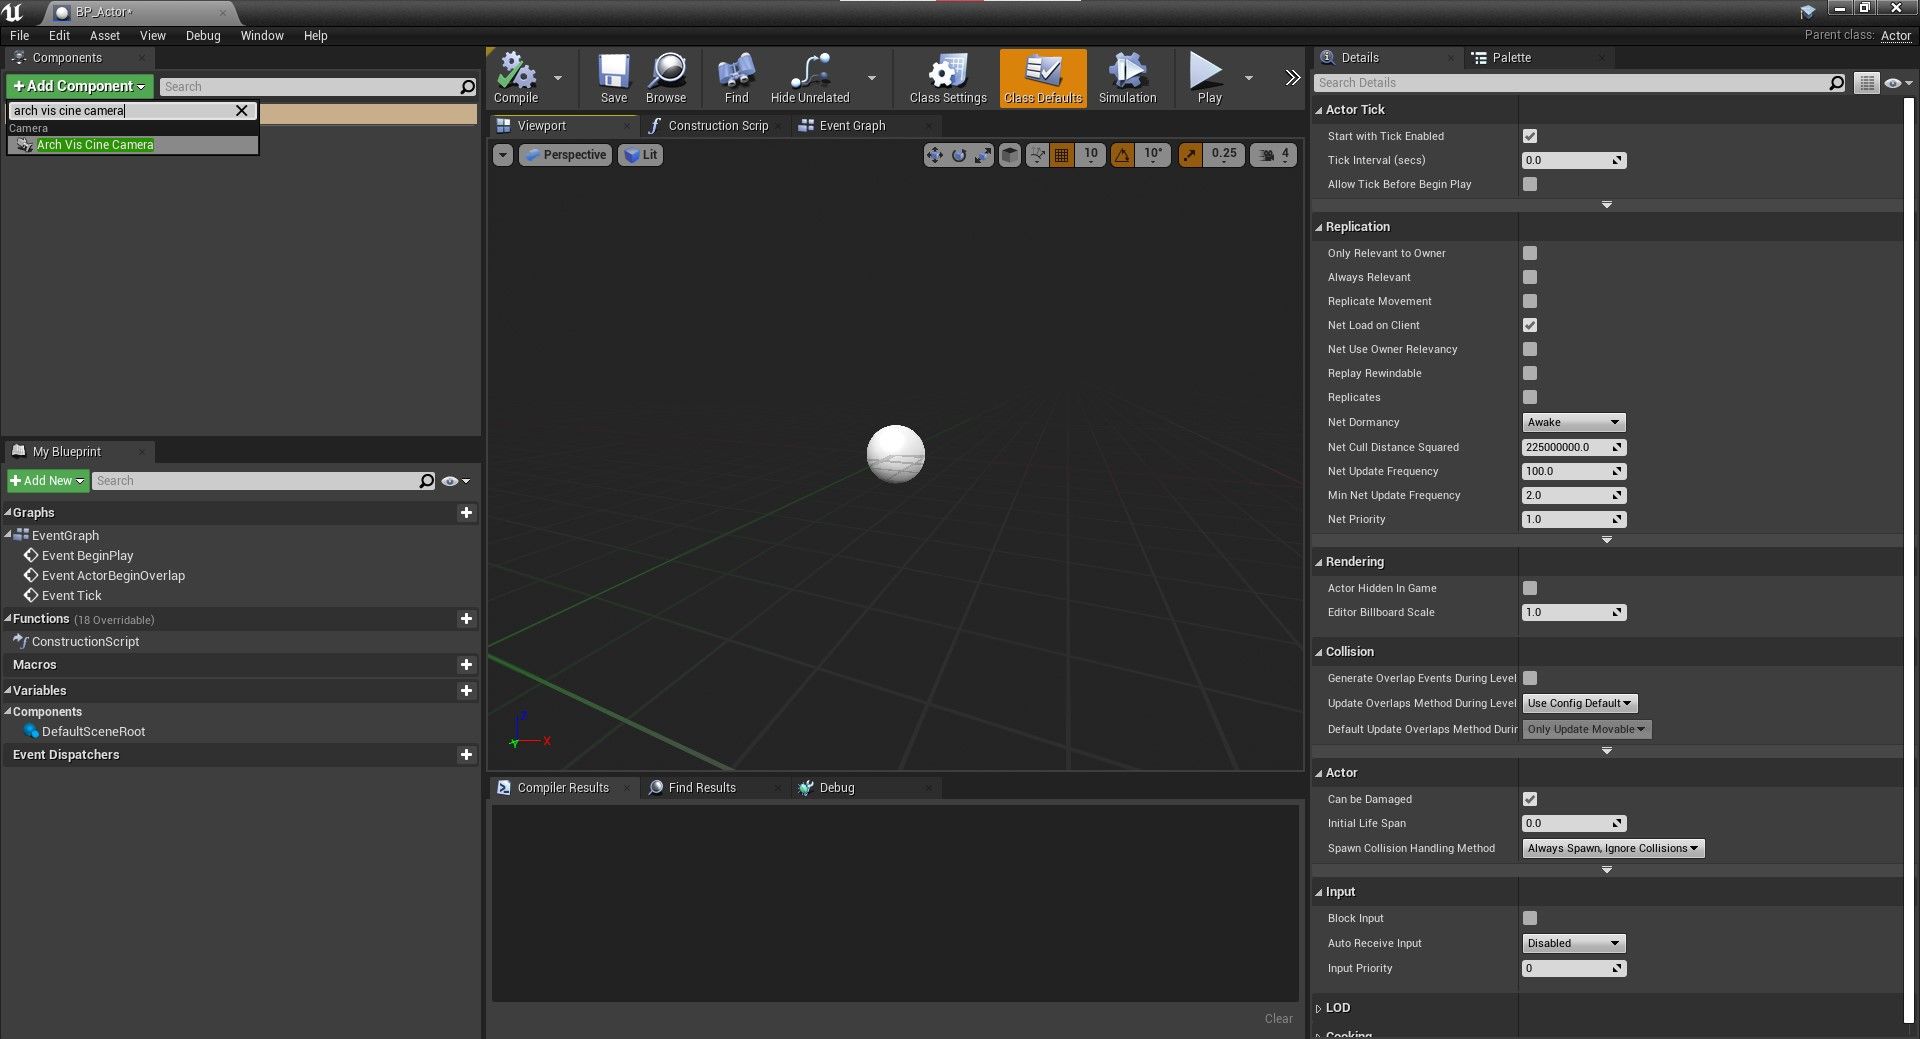 BP_Actor*
File Edit Asset View Debug Window Help
Parent class: Actor
Components
+Add Component
Search
arch vis cine camera
Camera
Arch Vis Cine Camera
My Blueprint
+Add New
Search
Graphs
EventGraph
Event BeginPlay
Event ActorBeginOverlap
Event Tick
Functions (18 Overridable)
ConstructionScript
Macros
Variables
Components
DefaultSceneRoot
Event Dispatchers
Compile Save Browse Find Hide Unrelated Class Settings Class Defaults Simulation Play
Viewport Construction Scrip Event Graph
Perspective Lit 10 10° 0.25 4
Z
Y X
Compiler Results Find Results Debug
Clear
Details Palette
Search Details
Actor Tick
Start with Tick Enabled
Tick Interval (secs) 0.0
Allow Tick Before Begin Play
Replication
Only Relevant to Owner
Always Relevant
Replicate Movement
Net Load on Client
Net Use Owner Relevancy
Replay Rewindable
Replicates
Net Dormancy Awake
Net Cull Distance Squared 225000000.0
Net Update Frequency 100.0
Min Net Update Frequency 2.0
Net Priority 1.0
Rendering
Actor Hidden In Game
Editor Billboard Scale 1.0
Collision
Generate Overlap Events During Level
Update Overlaps Method During Level Use Config Default
Default Update Overlaps Method Durin Only Update Movable
Actor
Can be Damaged
Initial Life Span 0.0
Spawn Collision Handling Method Always Spawn, Ignore Collisions
Input
Block Input
Auto Receive Input Disabled
Input Priority 0
LOD
Cooking